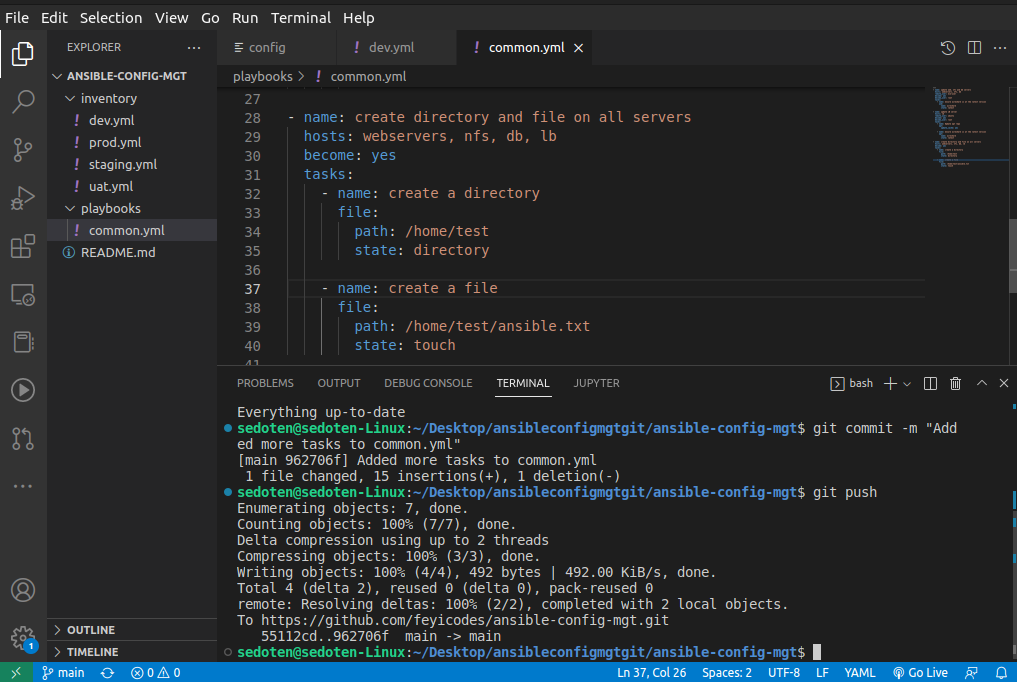 File Edit Selection View Go Run Terminal Help
EXPLORER ...
config
! dev.yml
! common.yml
ANSIBLE-CONFIG-MGT
playbooks > ! common.yml
inventory
! dev.yml
! prod.yml
! staging.yml
! uat.yml
playbooks
! common.yml
README.md
27
28 - name: create directory and file on all servers
29 hosts: webservers, nfs, db, lb
30 become: yes
31 tasks:
32 - name: create a directory
33 file:
34 path: /home/test
35 state: directory
36
37 - name: create a file
38 file:
39 path: /home/test/ansible.txt
40 state: touch
41
PROBLEMS OUTPUT DEBUG CONSOLE TERMINAL JUPYTER
bash
Everything up-to-date
sedoten@sedoten-Linux:~/Desktop/ansibleconfigmtgit/ansible-config-mgt$ git commit -m "Add
ed more tasks to common.yml"
[main 962706f] Added more tasks to common.yml
1 file changed, 15 insertions(+), 1 deletion(-)
sedoten@sedoten-Linux:~/Desktop/ansibleconfigmgtgit/ansible-config-mgt$ git push
Enumerating objects: 7, done.
Counting objects: 100% (7/7), done.
Delta compression using up to 2 threads
Compressing objects: 100% (3/3), done.
Writing objects: 100% (4/4), 492 bytes | 492.00 KiB/s, done.
Total 4 (delta 2), reused 0 (delta 0), pack-reused 0
remote: Resolving deltas: 100% (2/2), completed with 2 local objects.
To https://github.com/feyicodes/ansible-config-mgt.git
55112cd..962706f main -> main
sedoten@sedoten-Linux:~/Desktop/ansibleconfigmgtgit/ansible-config-mgt$
OUTLINE
TIMELINE
1
main 0 0 Ln 37, Col 26 Spaces: 2 UTF-8 LF YAML Go Live